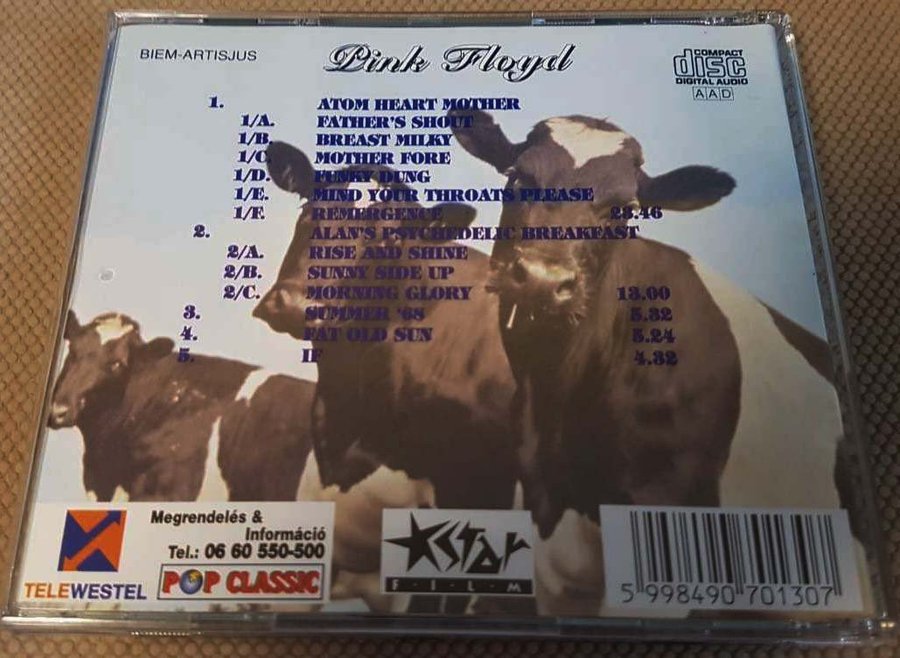 BIEM-ARTISJUS
Pink Floyd
COMPACT
disc
DIGITAL AUDIO
AAD
1. ATOM HEART MOTHER
1/A. FATHER'S SHOUT
1/B. BREAST MILKY
1/C. MOTHER FORE
1/D. FUNKY DUNG
1/E. MIND YOUR THROATS PLEASE
1/F. REMERGENCE 23.46
2. ALAN'S PSYCHEDELIC BREAKFAST
2/A. RISE AND SHINE
2/B. SUNNY SIDE UP
2/C. MORNING GLORY 13.00
3. SUMMER '68 5.32
4. FAT OLD SUN 5.24
5. IF 4.32
TELEWESTEL
Megrendelés &
Információ
Tel.: 06 60 550-500
POP CLASSIC
STAR
FILM
5 998490 701307